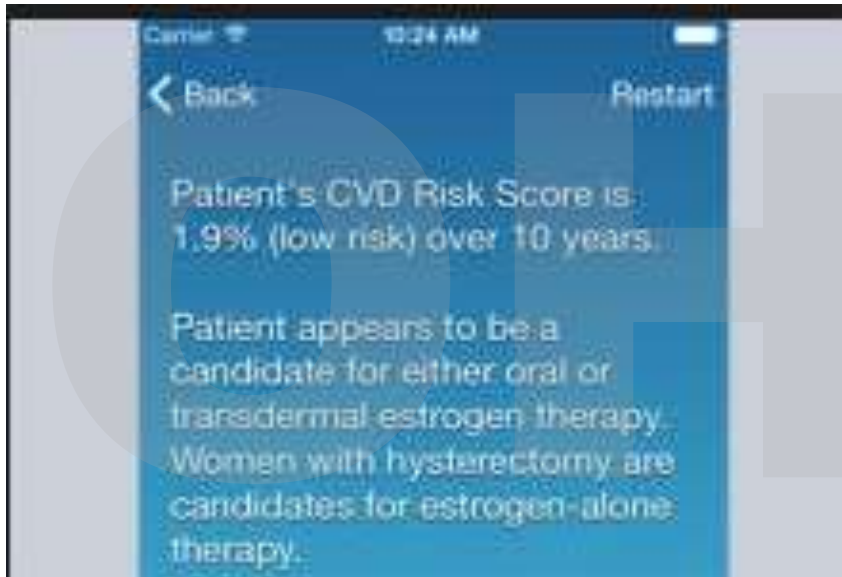 Carrier 10:24 AM
Back Restart
Patient's CVD Risk Score is
1.9% (low risk) over 10 years.
Patient appears to be a
candidate for either oral or
transdermal estrogen therapy.
Women with hysterectomy are
candidates for estrogen-alone
therapy.
OH